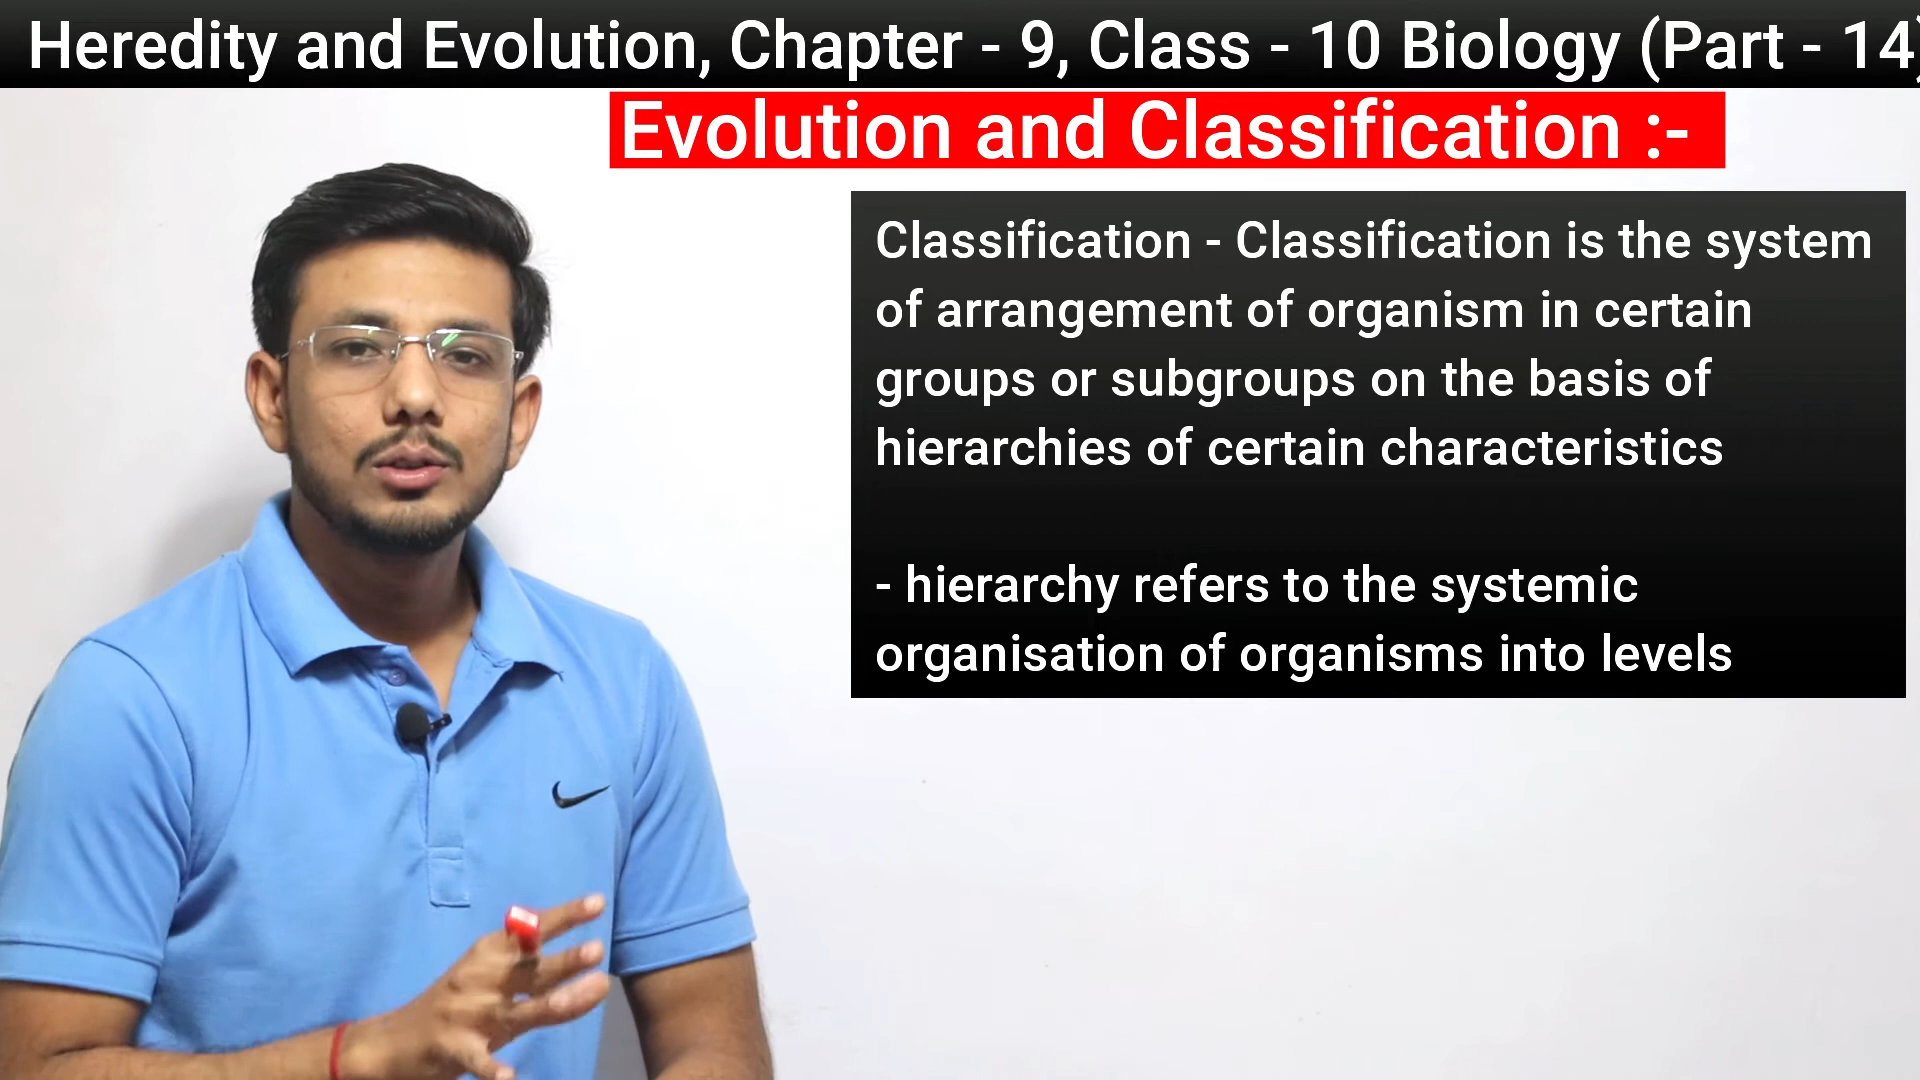 Heredity and Evolution, Chapter - 9, Class - 10 Biology (Part - 14)
Evolution and Classification :-
Classification - Classification is the system
of arrangement of organism in certain
groups or subgroups on the basis of
hierarchies of certain characteristics
- hierarchy refers to the systemic
organisation of organisms into levels